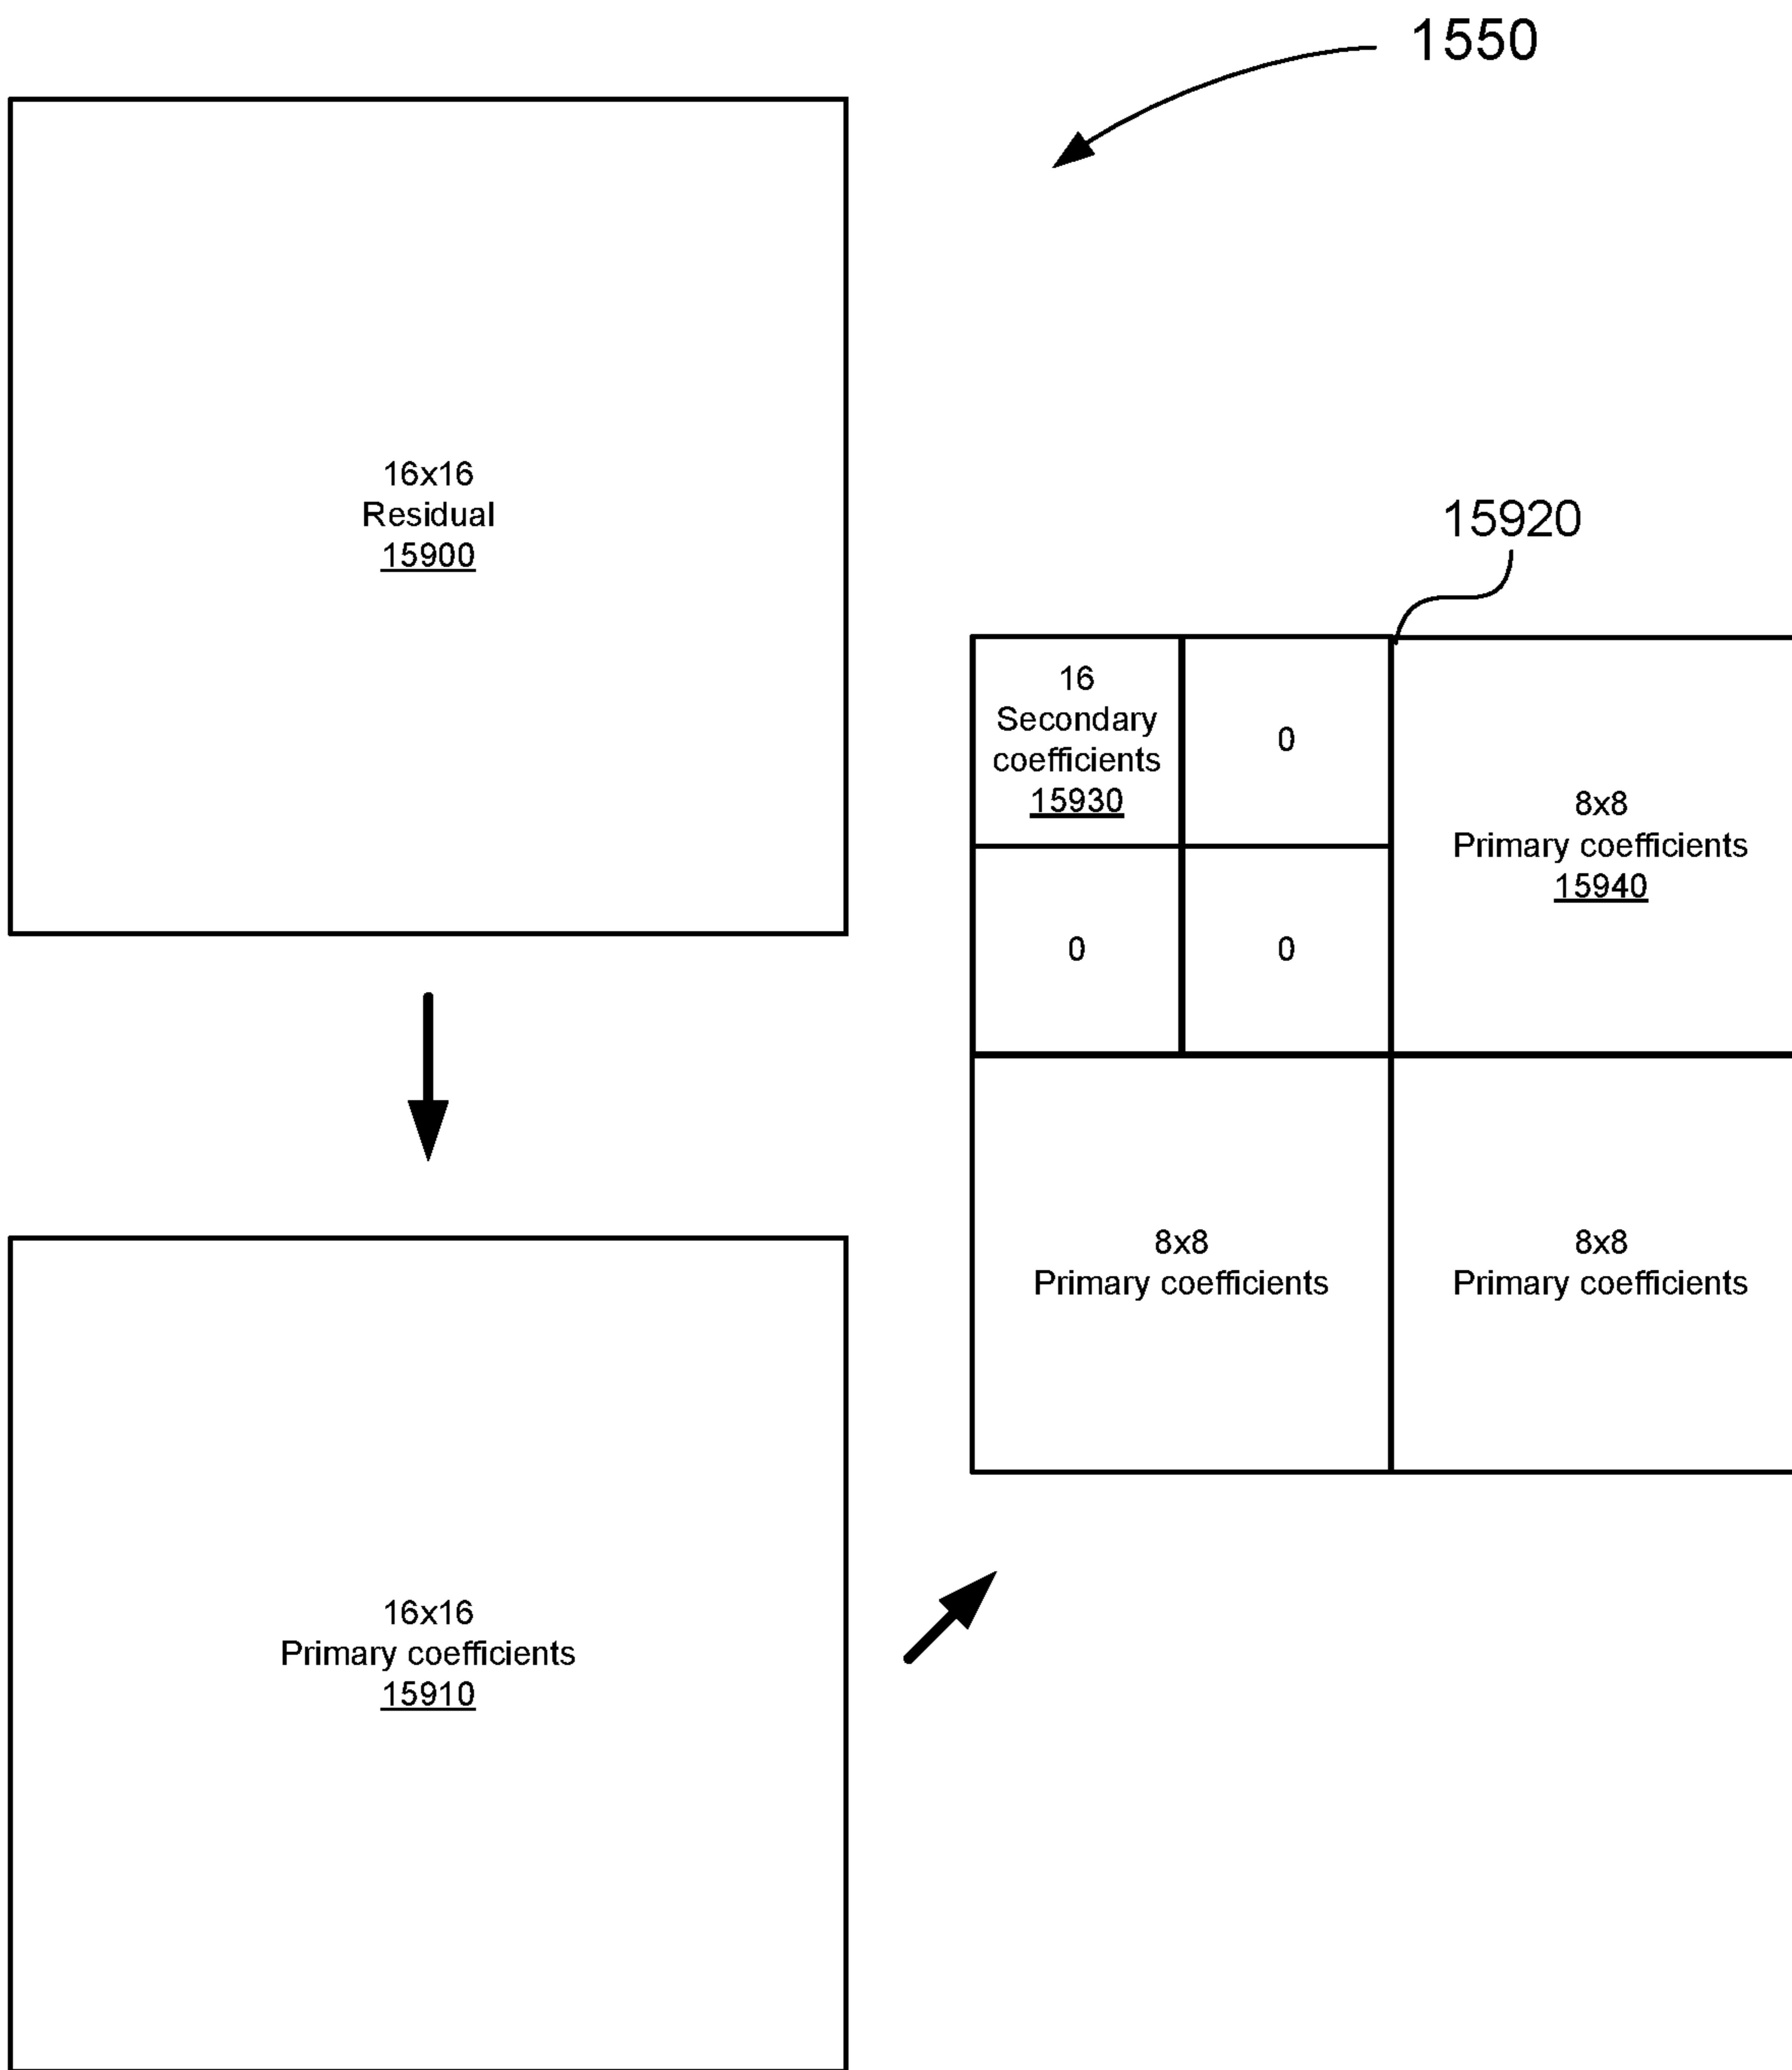 1550
16x16
Residual
15900
15920
16
Secondary
coefficients
15930
0
8x8
Primary coefficients
15940
0
0
8x8
Primary coefficients
8x8
Primary coefficients
16x16
Primary coefficients
15910